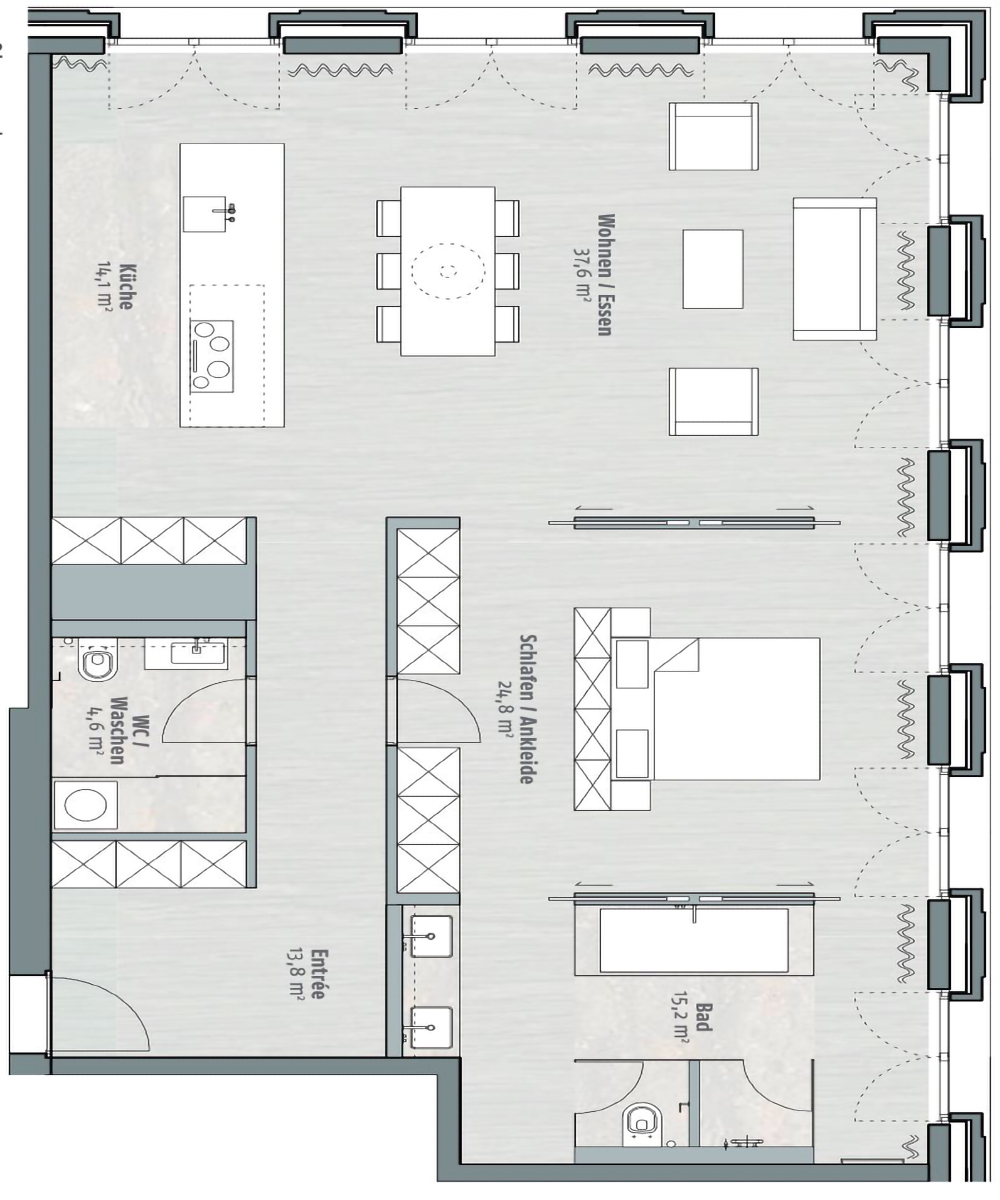 Wohnen / Essen
37,6 m²
Küche
14,1 m²
Schlafen / Ankleide
24,8 m²
WC /
Waschen
4,6 m²
Entrée
13,8 m²
Bad
15,2 m²